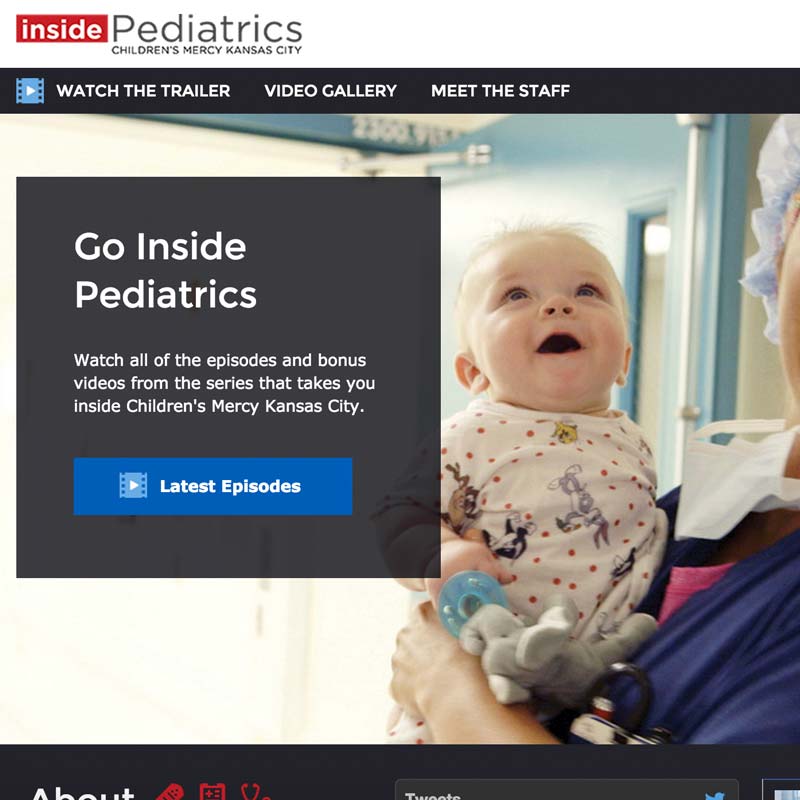 inside Pediatrics
CHILDREN'S MERCY KANSAS CITY
WATCH THE TRAILER VIDEO GALLERY MEET THE STAFF
Go Inside
Pediatrics
Watch all of the episodes and bonus
videos from the series that takes you
inside Children's Mercy Kansas City.
Latest Episodes
About
Tweets